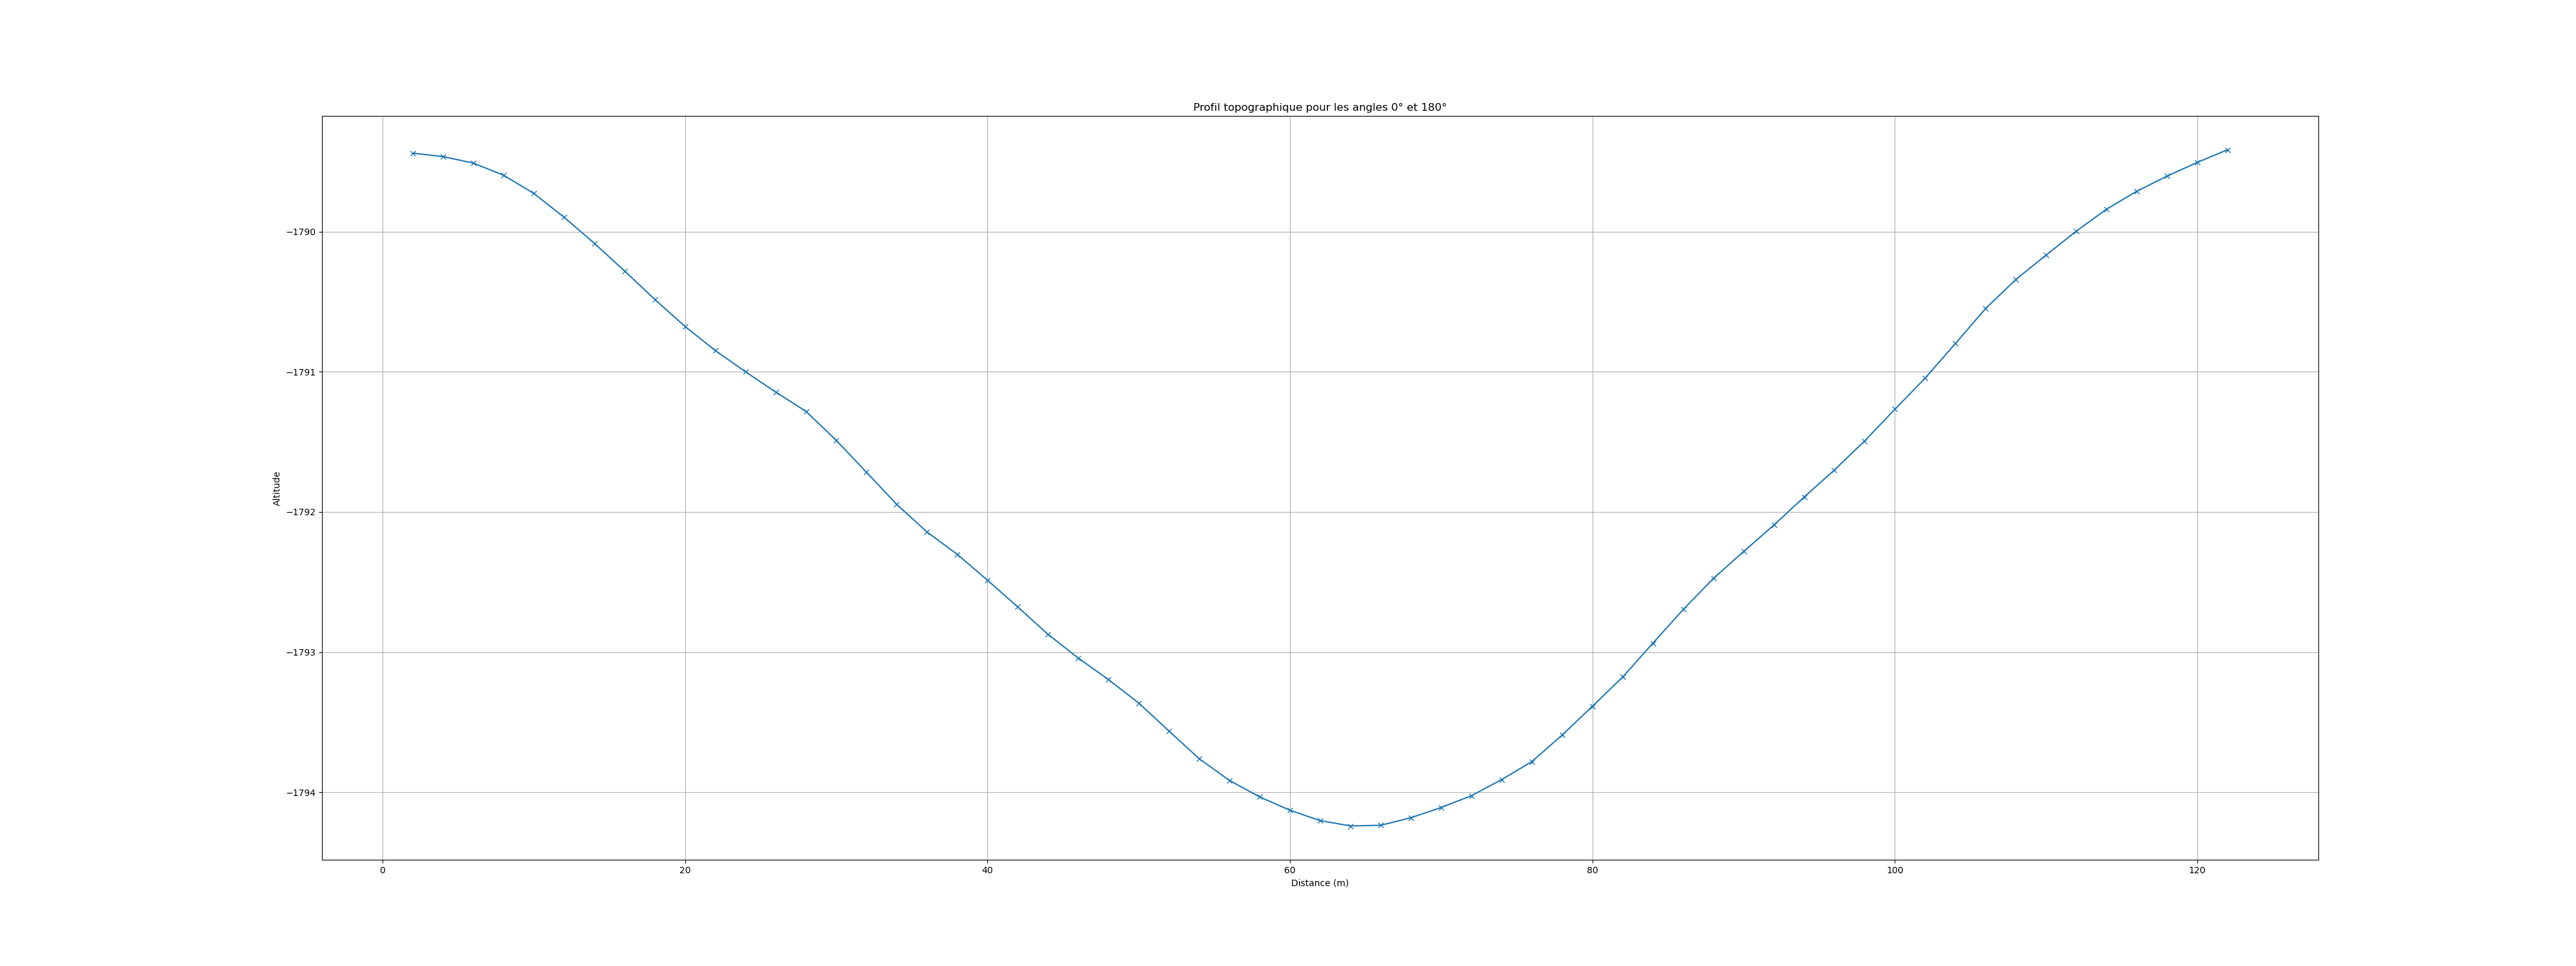 Profil topographique pour les angles 0° et 180°
−1790
−1791
−1792
−1793
−1794
Altitude
0 20 40 60 80 100 120
Distance (m)